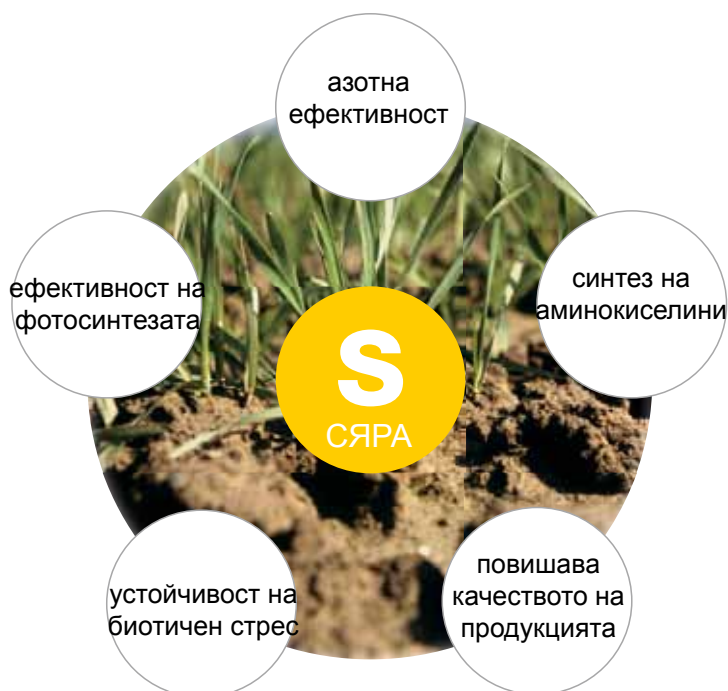 азотна
ефективност
ефективност на
фотосинтезата
синтез на
аминокиселини
S
СЯРА
устойчивост на
биотичен стрес
повишава
качеството на
продукцията